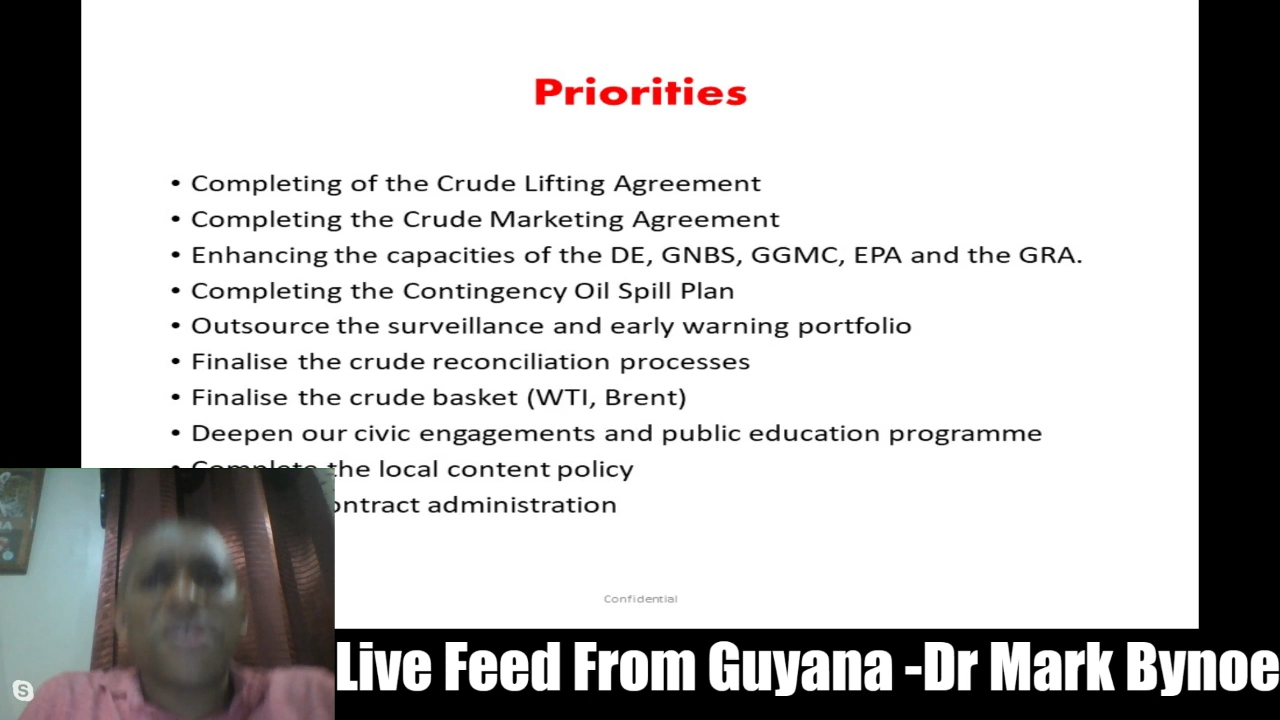 Priorities
• Completing of the Crude Lifting Agreement
• Completing the Crude Marketing Agreement
• Enhancing the capacities of the DE, GNBS, GGMC, EPA and the GRA.
• Completing the Contingency Oil Spill Plan
• Outsource the surveillance and early warning portfolio
• Finalise the crude reconciliation processes
• Finalise the crude basket (WTI, Brent)
• Deepen our civic engagements and public education programme
• Complete the local content policy
administration
Confidential
Live Feed From Guyana -Dr Mark Bynoe
S